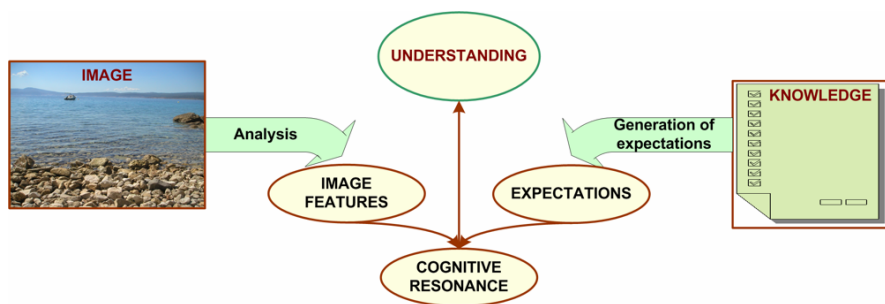 UNDERSTANDING
IMAGE
KNOWLEDGE
Analysis
Generation of
expectations
IMAGE
FEATURES
EXPECTATIONS
COGNITIVE
RESONANCE